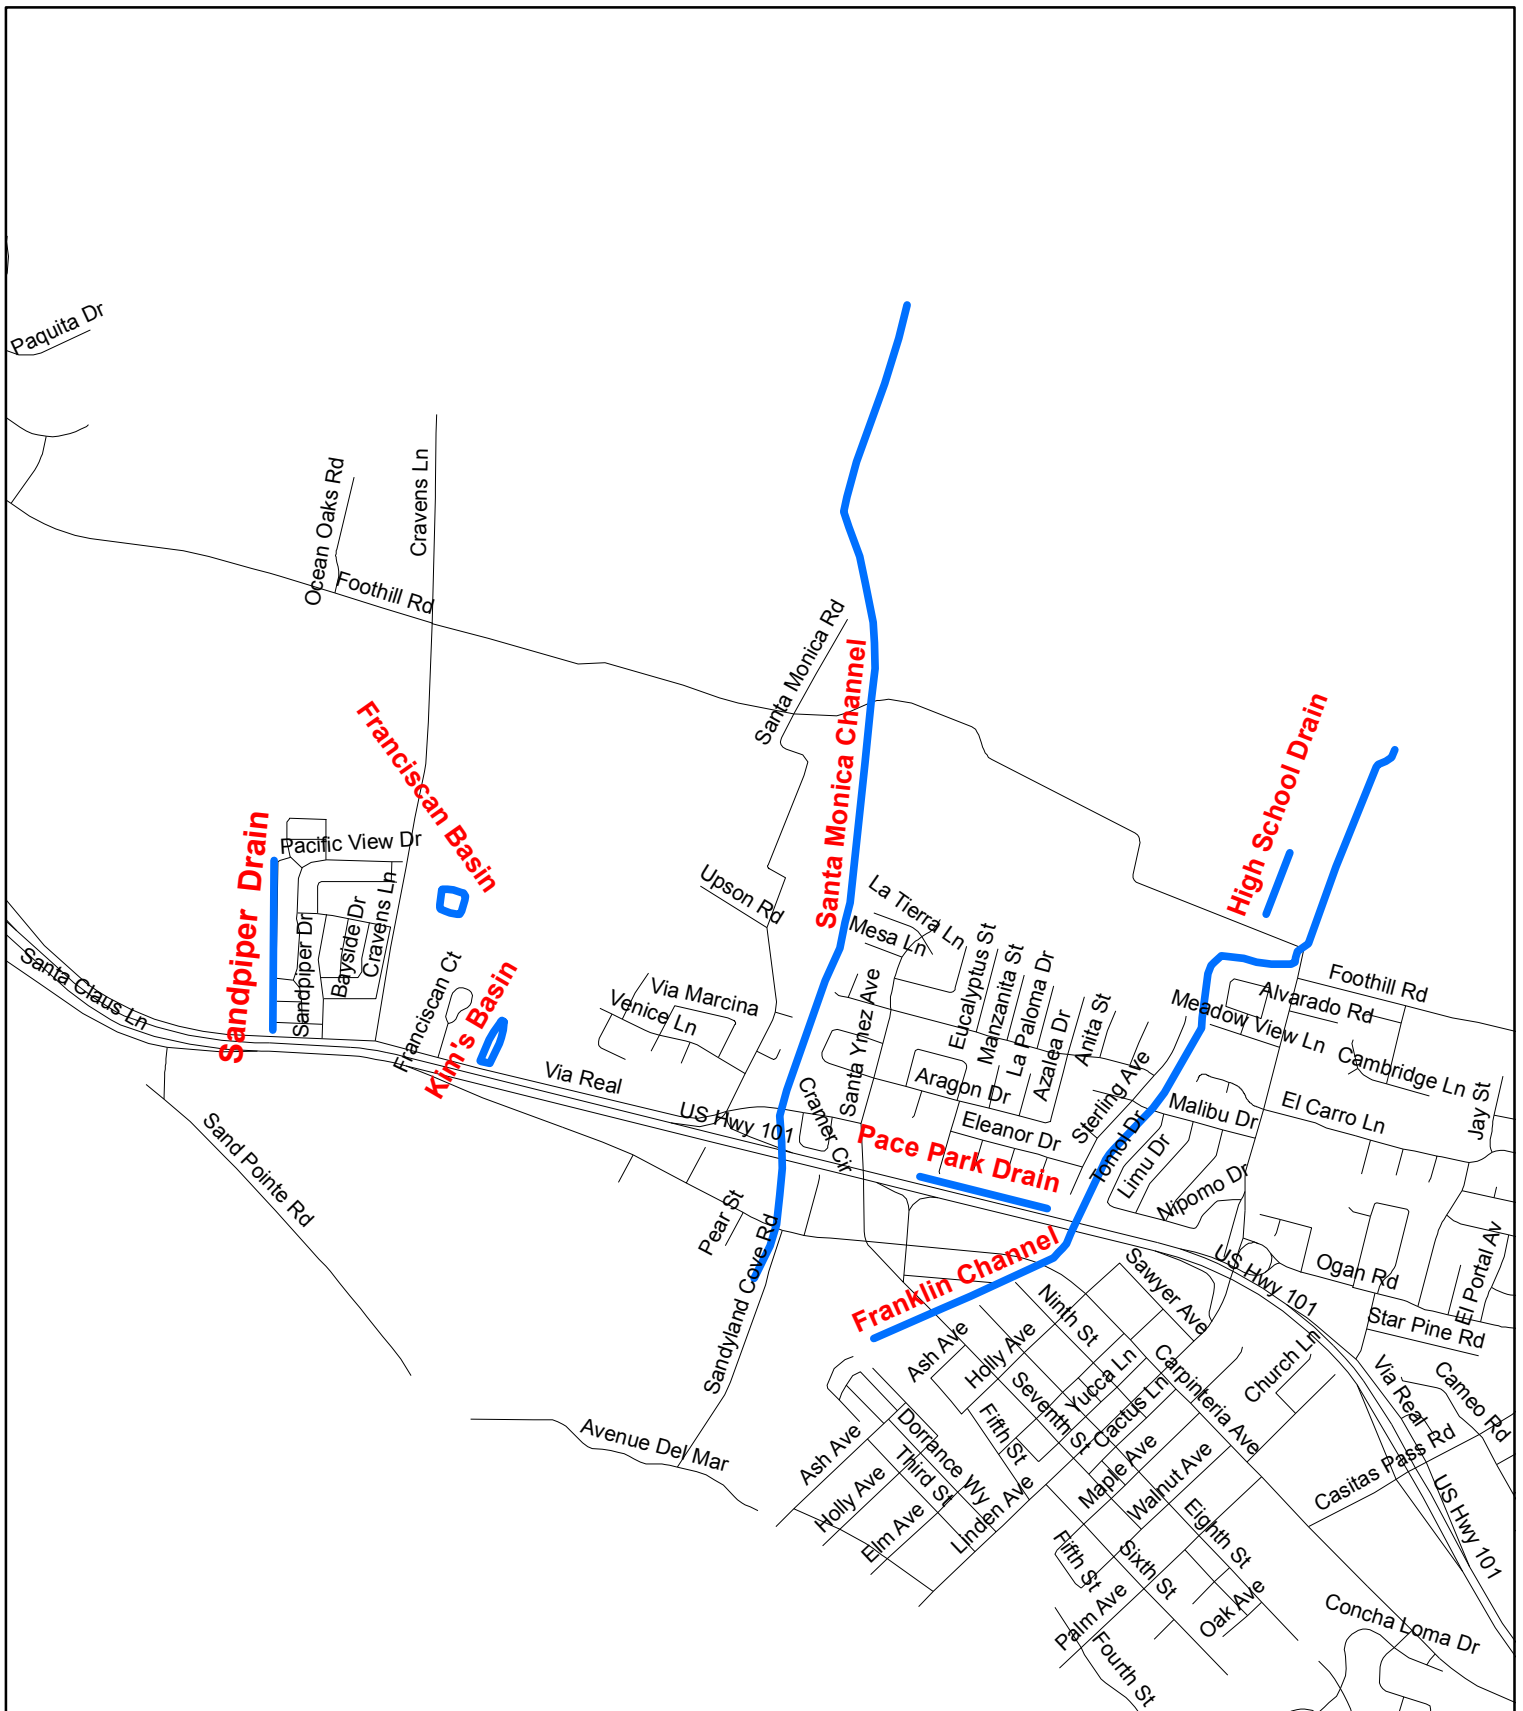 Paquita Dr
Ocean Oaks Rd
Cravens Ln
Foothill Rd
Santa Monica Rd
Santa Monica Channel
Franciscan Basin
High School Drain
Sandpiper Drain
Pacific View Dr
Sandpiper Dr
Bayside Dr
Cravens Ln
Upson Rd
La Tierra Ln
Mesa Ln
Santa Claus Ln
Franciscan Ct
Kim's Basin
Via Marcina
Venice Ln
Santa Ynez Ave
Eucalyptus St
Manzanita St
La Paloma Dr
Azalea Dr
Anita St
Foothill Rd
Alvarado Rd
Meadow View Ln
Cambridge Ln
Jay St
Via Real
US Hwy 101
Cramer Cir
Aragon Dr
Eleanor Dr
Sterling Ave
Malibu Dr
El Carro Ln
Pace Park Drain
Tomol Dr
Limu Dr
Nipomo Dr
Sand Pointe Rd
Pear St
Sandyland Cove Rd
Franklin Channel
Sawyer Ave
US Hwy 101
Ogan Rd
El Portal Av
Star Pine Rd
Ninth St
Ash Ave
Holly Ave
Yucca Ln
Carpinteria Ave
Church Ln
Via Real
Cameo Rd
Seventh St
Cactus Ln
Fifth St
Avenue Del Mar
Ash Ave
Dorrance Wy
Third St
Holly Ave
Elm Ave
Linden Ave
Maple Ave
Walnut Ave
Casitas Pass Rd
US Hwy 101
Eighth St
Fifth St
Sixth St
Palm Ave
Oak Ave
Fourth St
Concha Loma Dr